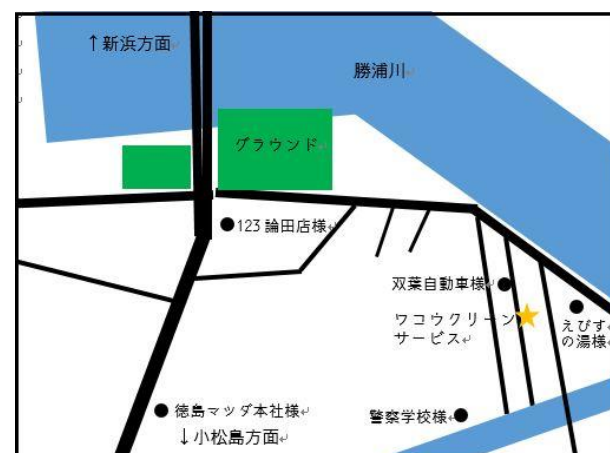 ↑新浜方面
勝浦川
グラウンド
●123 論田店様
双葉自動車様●
ワコウクリーン
サービス
えびす
の湯様
●徳島マツダ本社様
警察学校様●
↓小松島方面